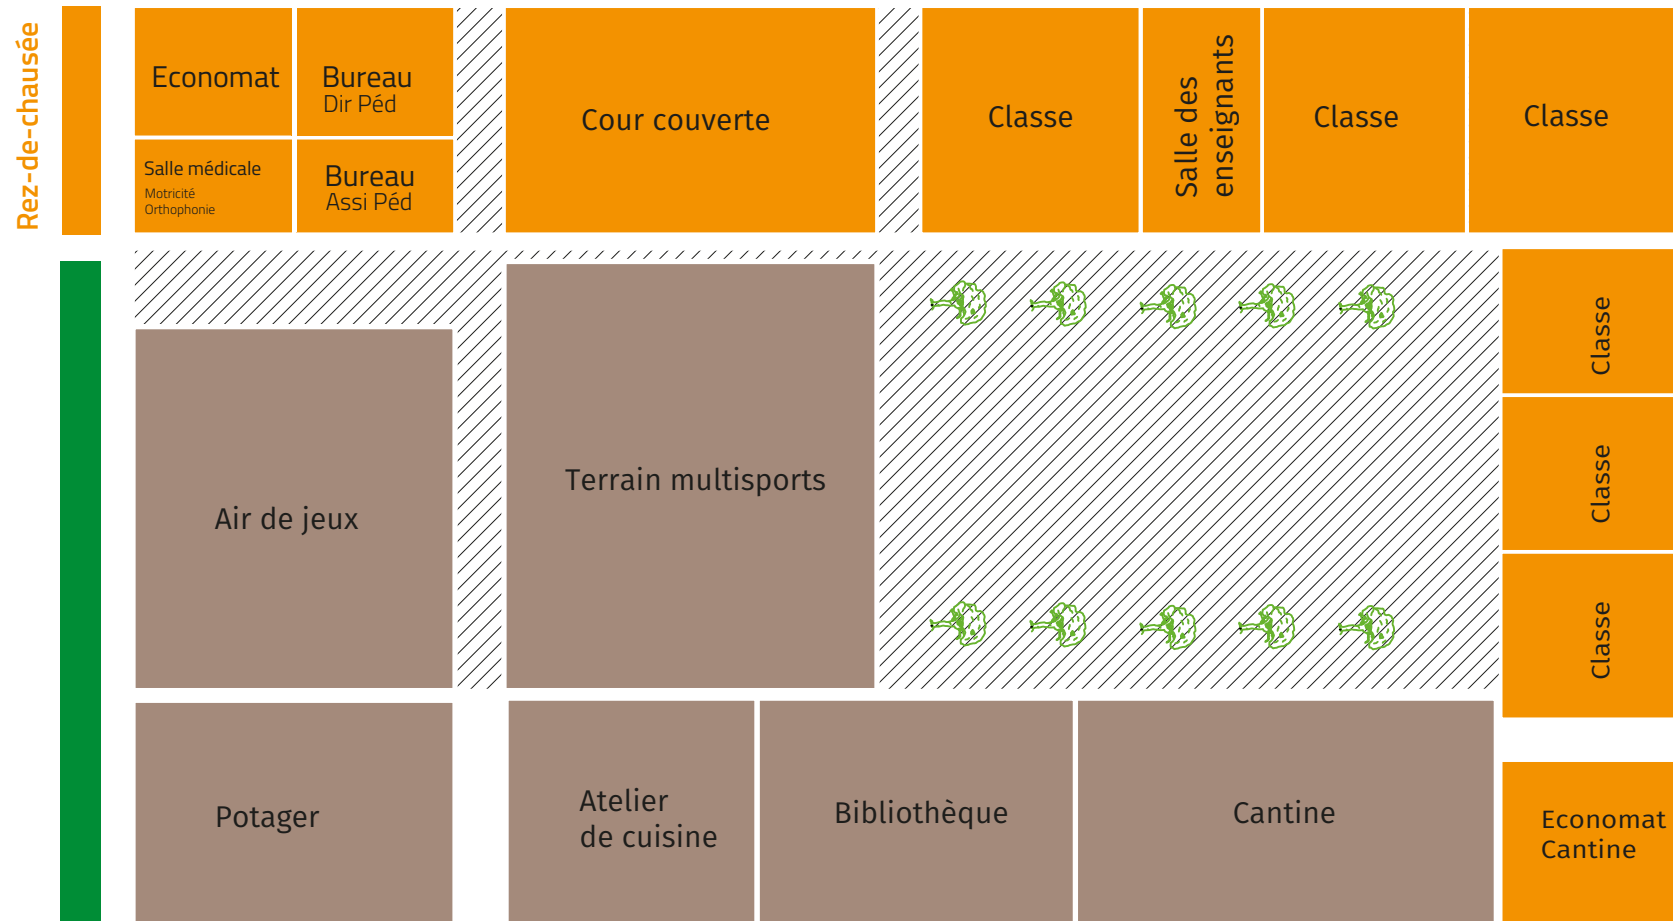 Rez-de-chausée
Economat
Bureau
Dir Péd
Salle médicale
Motricité
Orthophonie
Bureau
Assi Péd
Cour couverte
Classe
Salle des
enseignants
Classe
Classe
Air de jeux
Terrain multisports
Classe
Classe
Classe
Potager
Atelier
de cuisine
Bibliothèque
Cantine
Economat
Cantine